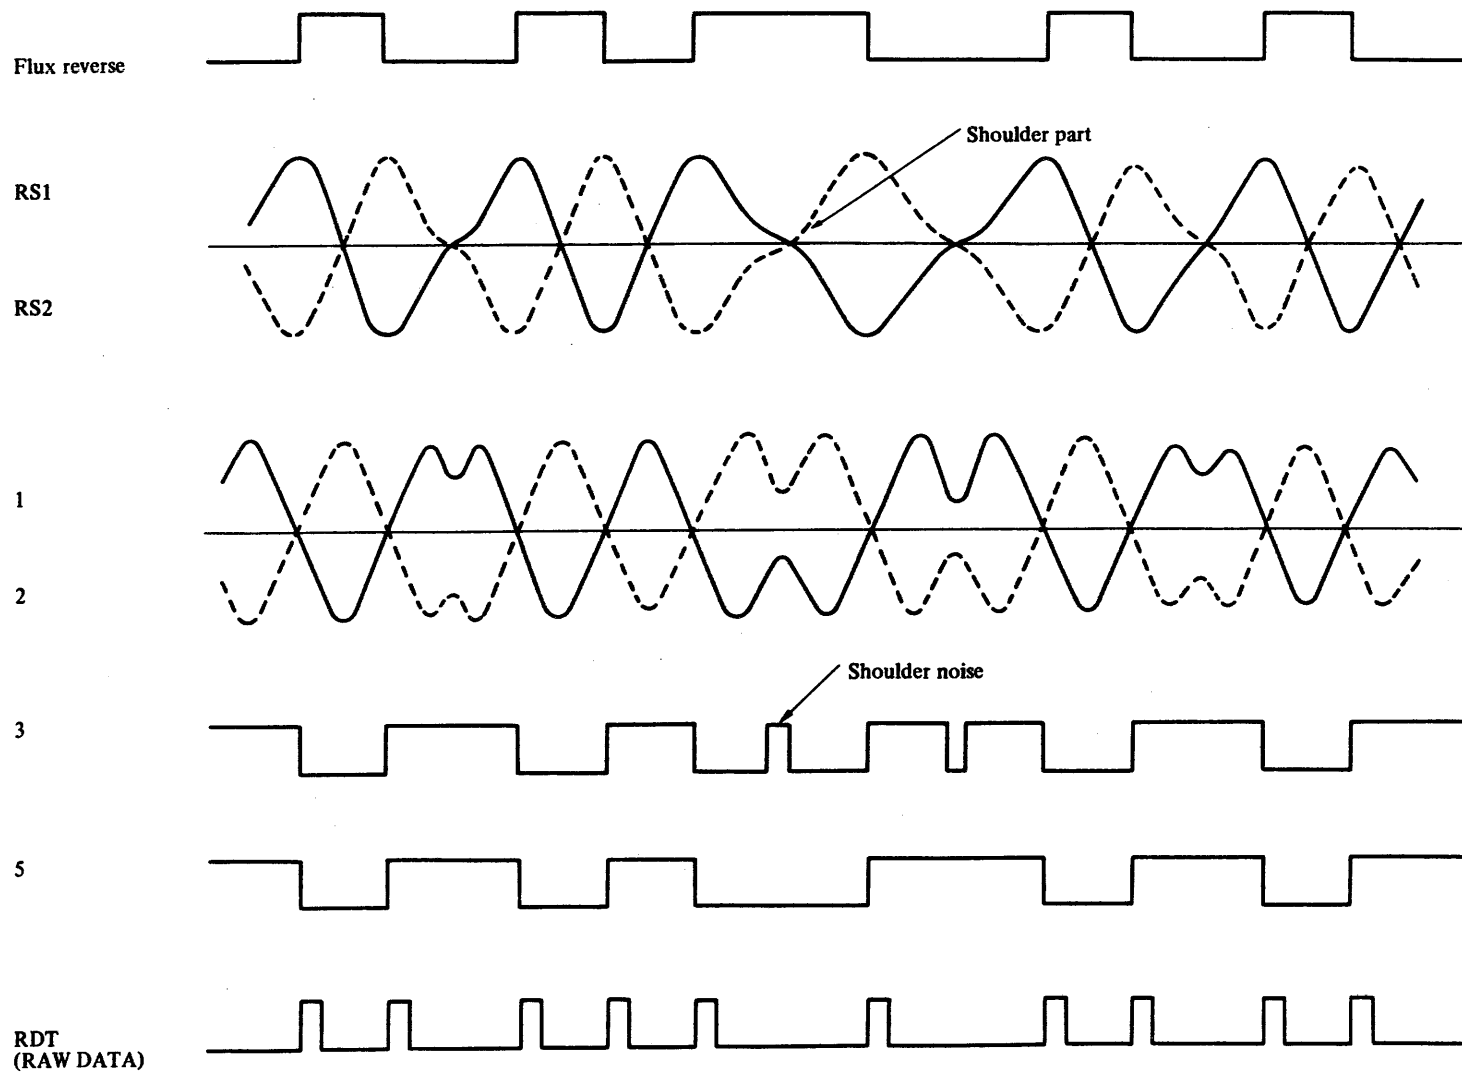 Flux reverse
Shoulder part
RS1
RS2
1
2
Shoulder noise
3
5
RDT
(RAW DATA)